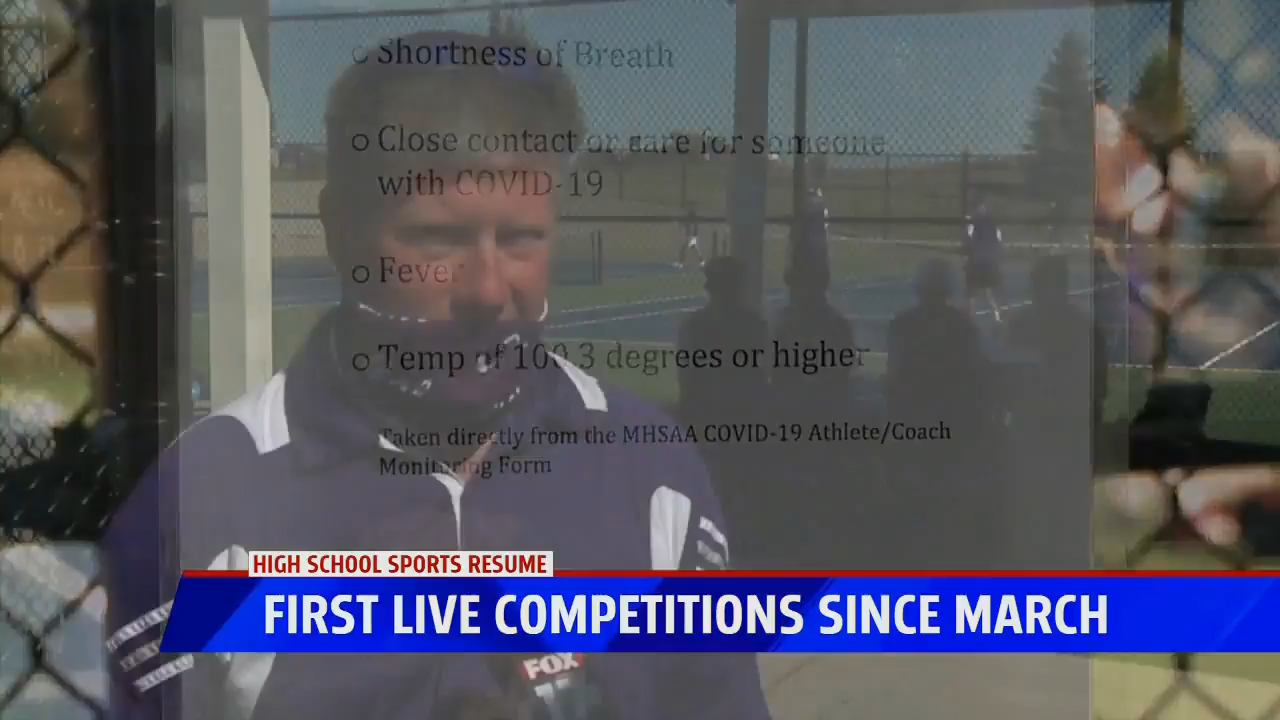 o Shortness of Breath
o Close contact or care for someone
with COVID-19
o Fever
o Temp of 100.3 degrees or higher
Taken directly from the MHSAA COVID-19 Athlete/Coach
Monitoring Form
HIGH SCHOOL SPORTS RESUME
FIRST LIVE COMPETITIONS SINCE MARCH
FOX